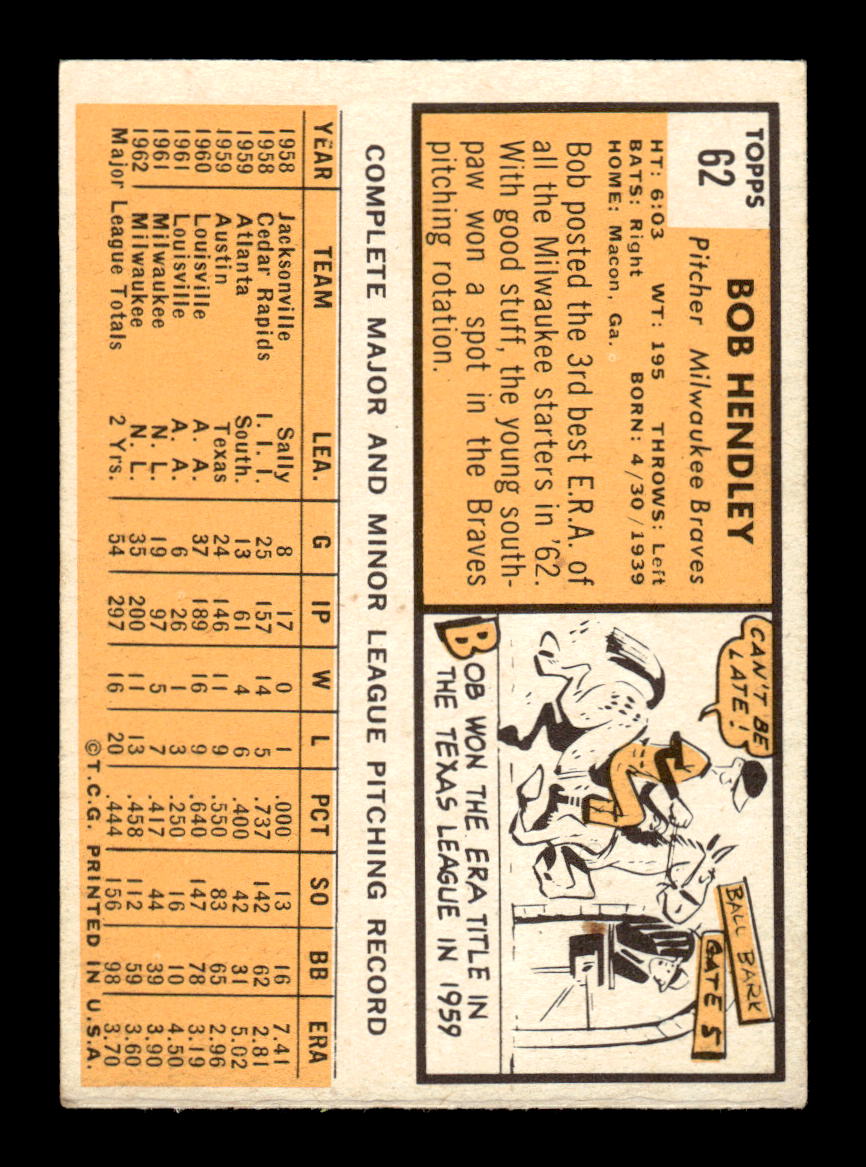 TOPPS
62
BOB HENDLEY
Pitcher Milwaukee Braves
HT: 6:03 WT: 195 THROWS: Left
BATS: Right BORN: 4/30/1939
HOME: Macon, Ga.
Bob posted the 3rd best E.R.A. of
all the Milwaukee starters in '62.
With good stuff, the young south-
paw won a spot in the Braves
pitching rotation.
CAN'T BE
LATE!
BALL BARK
GATE 5
BOB WON THE ERA TITLE IN
THE TEXAS LEAGUE IN 1959
COMPLETE MAJOR AND MINOR LEAGUE PITCHING RECORD
YEAR TEAM LEA. G IP W L PCT SO BB ERA
1958 Jacksonville Sally 8 17 0 1 .000 13 16 7.41
1958 Cedar Rapids I. I. I. 25 157 14 5 .737 142 62 2.81
1959 Atlanta South. 13 61 4 6 .400 42 31 5.02
1959 Austin Texas 24 146 11 9 .550 83 65 2.96
1960 Louisville A. A. 37 189 16 9 .640 147 78 3.19
1961 Louisville A. A. 6 26 1 3 .250 16 10 4.50
1961 Milwaukee N. L. 19 97 5 7 .417 44 39 3.90
1962 Milwaukee N. L. 35 200 11 13 .458 112 59 3.60
Major League Totals 2 Yrs. 54 297 16 20 .444 156 98 3.70
©T.C.G. PRINTED IN U.S.A.